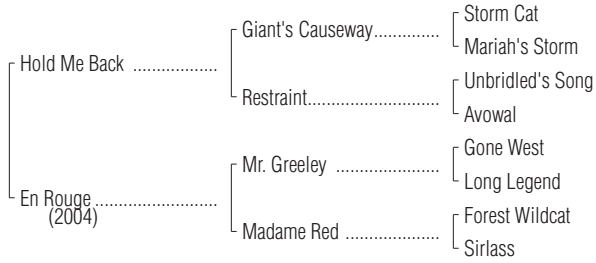 Storm Cat
Giant's Causeway..............
Mariah's Storm
Hold Me Back ..................
Unbridled's Song
Restraint............................
Avowal
Gone West
Mr. Greeley ......................
Long Legend
En Rouge ..........................
(2004)
Forest Wildcat
Madame Red ....................
Sirlass